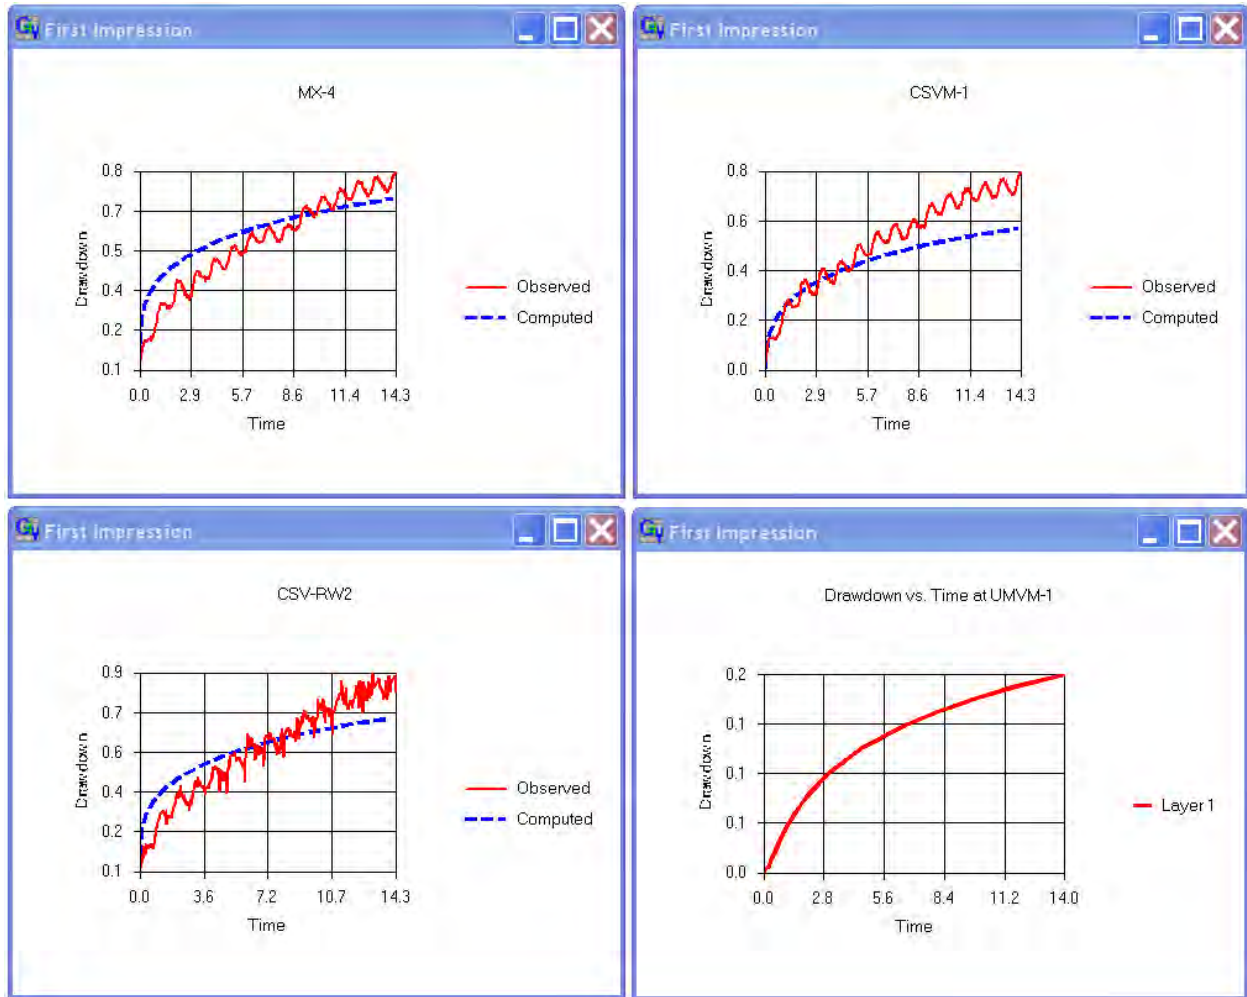 First Impression
MX-4
0.8
0.7
0.5
0.4
0.2
0.1
Drawdown
0.0 2.9 5.7 8.6 11.4 14.3
Time
Observed
Computed
First Impression
CSVM-1
0.8
0.6
0.4
0.2
0.0
Drawdown
0.0 2.9 5.7 8.6 11.4 14.3
Time
Observed
Computed
First Impression
CSV-RW2
0.9
0.7
0.6
0.4
0.2
0.1
Drawdown
0.0 3.6 7.2 10.7 14.3
Time
Observed
Computed
First Impression
Drawdown vs. Time at UMVM-1
0.2
0.1
0.1
0.1
0.0
Drawdown
0.0 2.8 5.6 8.4 11.2 14.0
Time
Layer 1